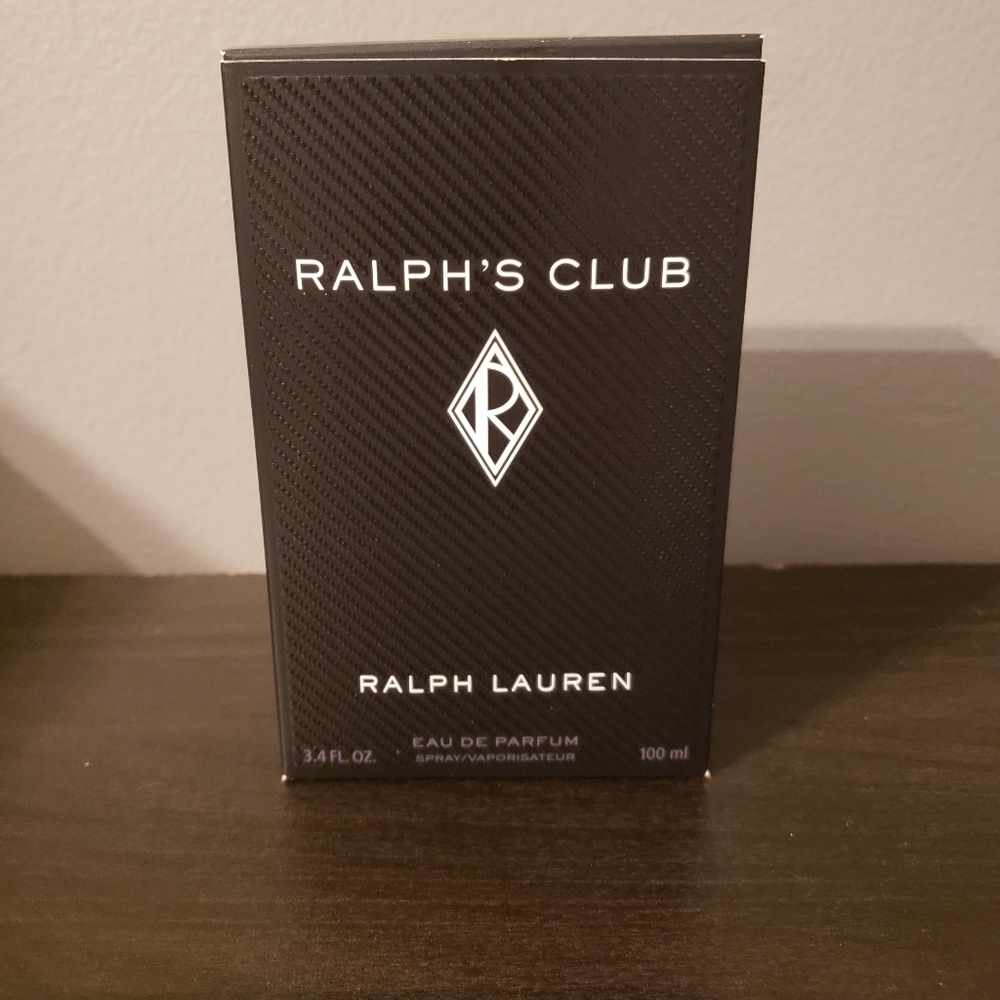 RALPH'S CLUB
R
RALPH LAUREN
EAU DE PARFUM
3.4 FL. OZ. SPRAY/VAPORISATEUR 100 ml